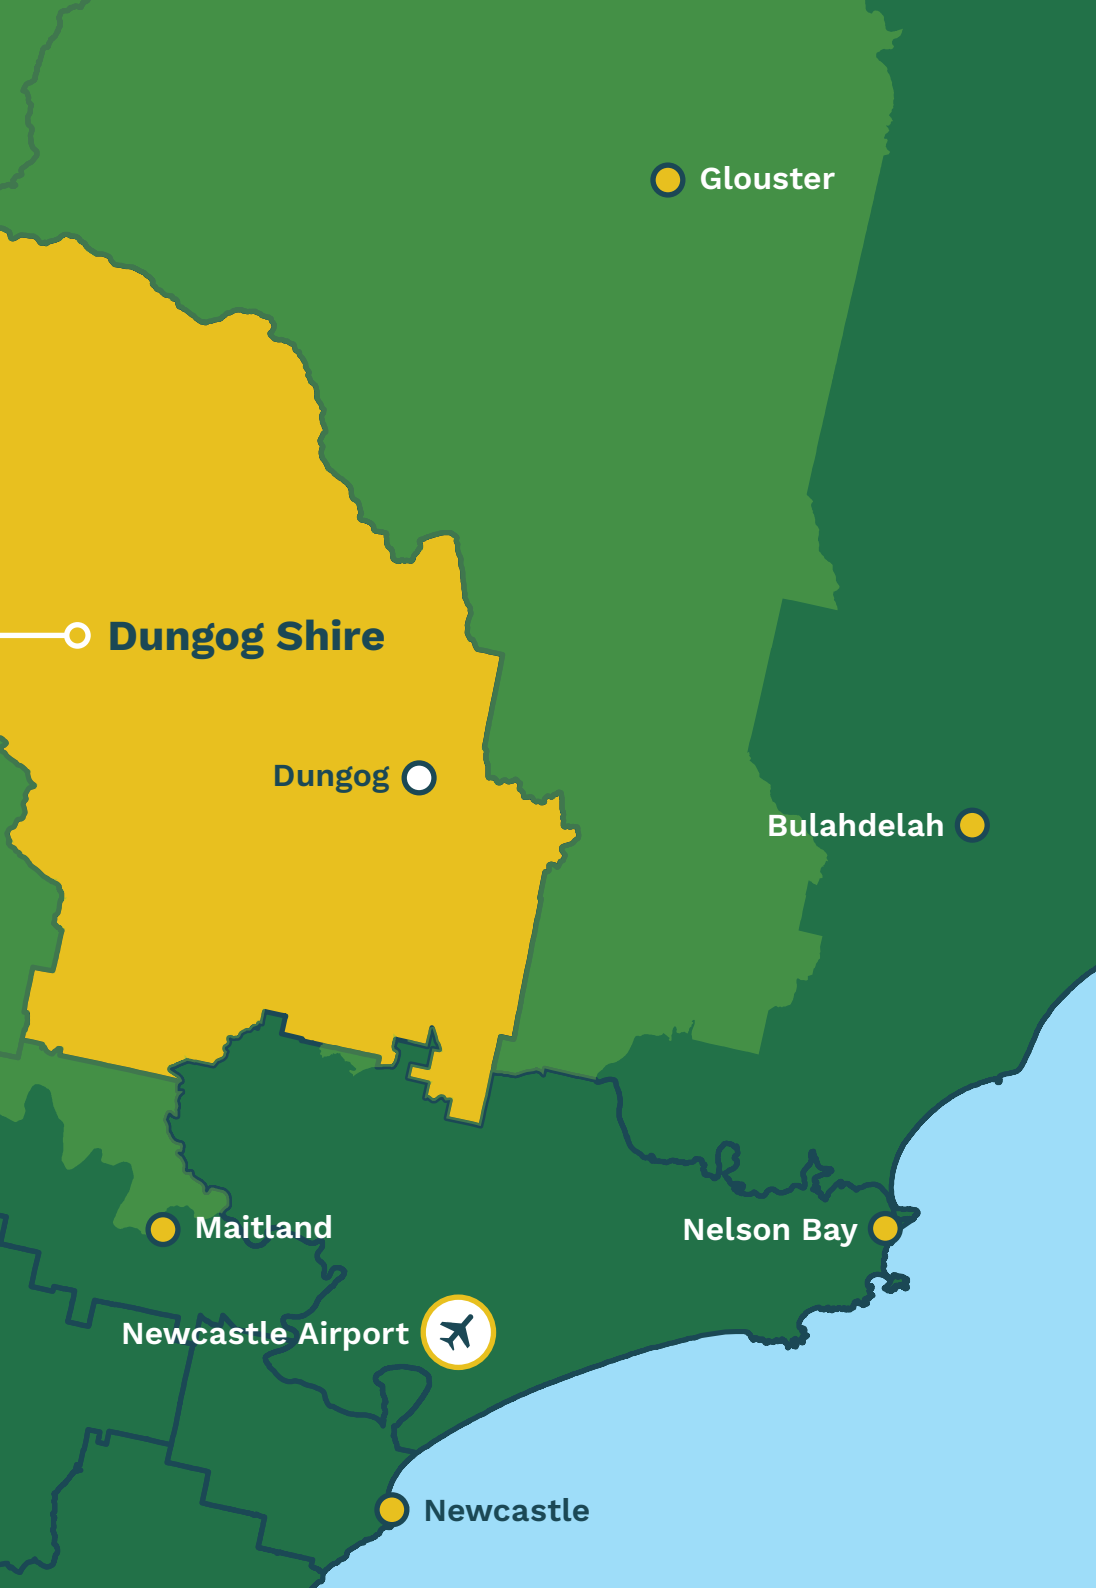 Glouster
Dungog Shire
Dungog
Bulahdelah
Maitland
Nelson Bay
Newcastle Airport
Newcastle